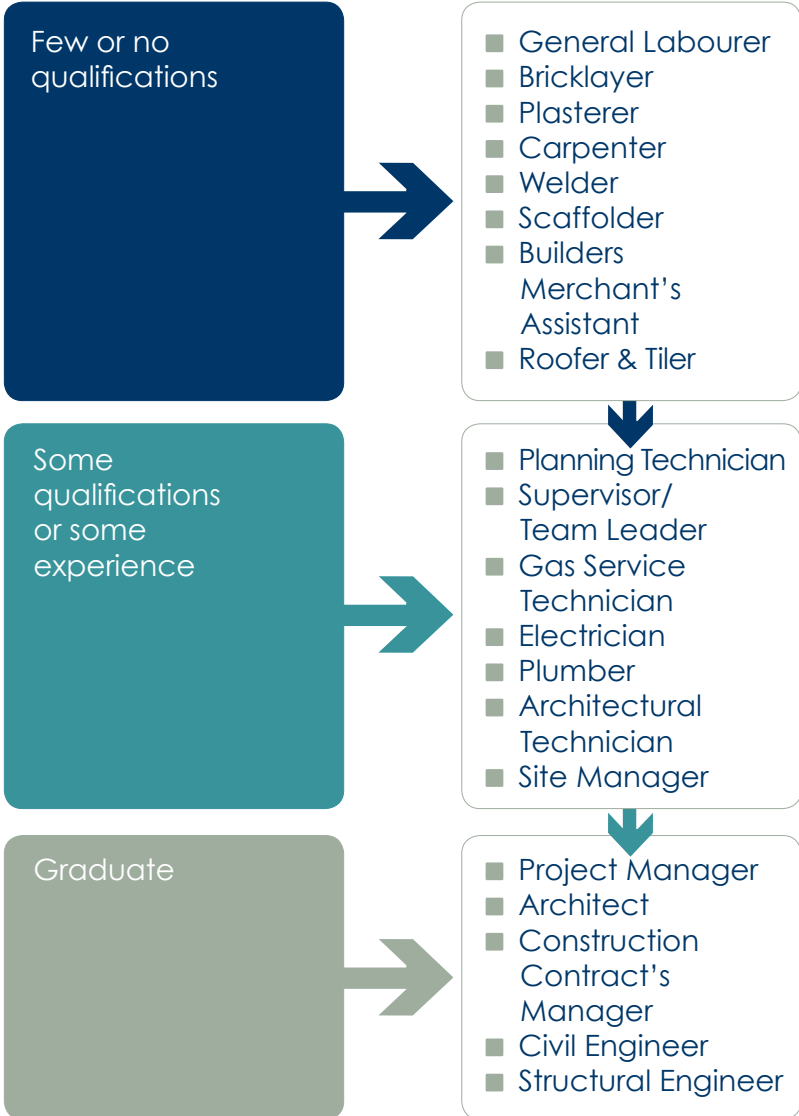 Few or no
qualifications
General Labourer
Bricklayer
Plasterer
Carpenter
Welder
Scaffolder
Builders
Merchant’s
Assistant
Roofer & Tiler
Some
qualifications
or some
experience
Planning Technician
Supervisor/
Team Leader
Gas Service
Technician
Electrician
Plumber
Architectural
Technician
Site Manager
Graduate
Project Manager
Architect
Construction
Contract’s
Manager
Civil Engineer
Structural Engineer